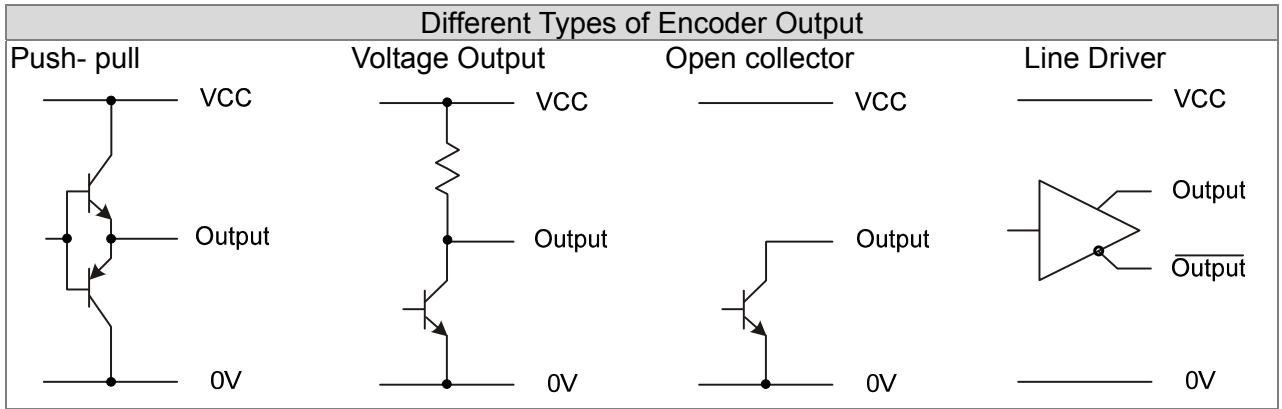 Different Types of Encoder Output
Push- pull
Voltage Output
Open collector
Line Driver
VCC
VCC
VCC
VCC
Output
Output
Output
Output
Output
0V
0V
0V
0V